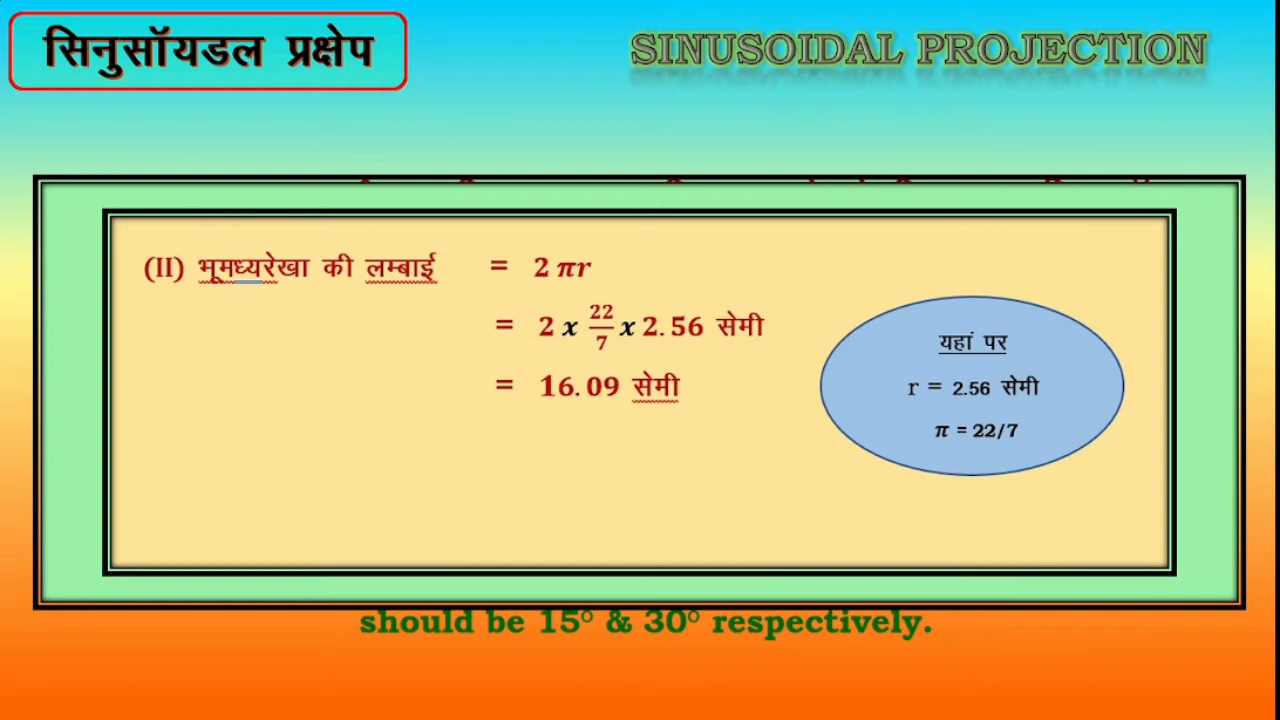 सिनुसॉयडल प्रक्षेप
SINUSOIDAL PROJECTION
(II) भूमध्यरेखा की लम्बाई = 2 πr
= 2 x 22/7 x 2.56 सेमी
= 16.09 सेमी
यहां पर
r = 2.56 सेमी
π = 22/7
should be 15° & 30° respectively.